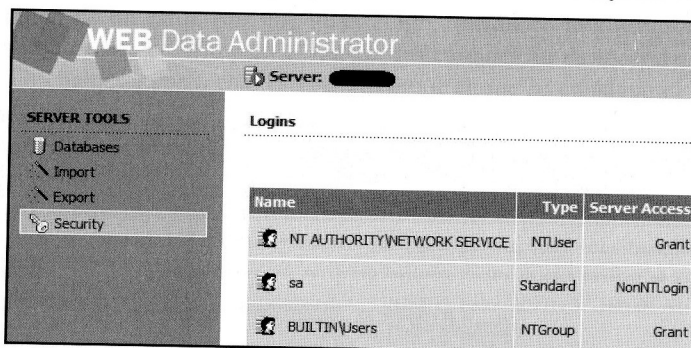 WEB Data Administrator
Server:
SERVER TOOLS
Databases
Import
Export
Security
Logins
Name Type Server Access
NT AUTHORITY\NETWORK SERVICE NTUser Grant
sa Standard NonNTLogin
BUILTIN\Users NTGroup Grant